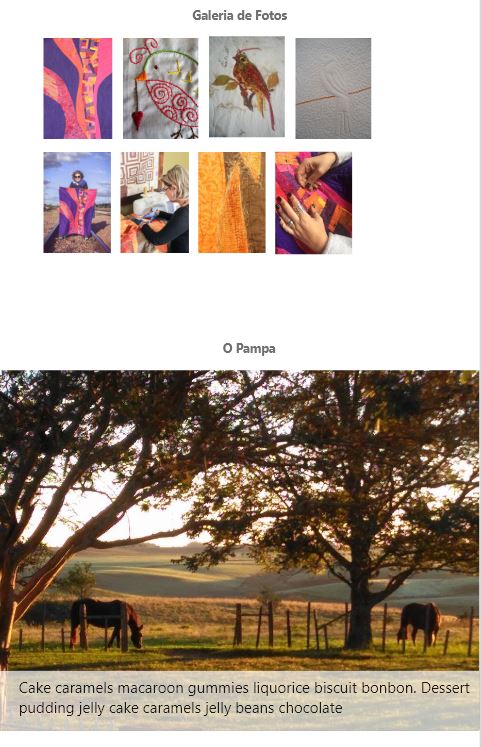 Galeria de Fotos
O Pampa
Cake caramels macaroon gummies liquorice biscuit bonbon. Dessert
pudding jelly cake caramels jelly beans chocolate